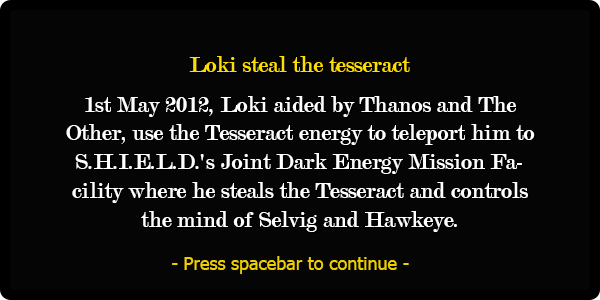 Loki steal the tesseract
1st May 2012, Loki aided by Thanos and The
Other, use the Tesseract energy to teleport him to
S.H.I.E.L.D.'s Joint Dark Energy Mission Fa-
cility where he steals the Tesseract and controls
the mind of Selvig and Hawkeye.
- Press spacebar to continue -